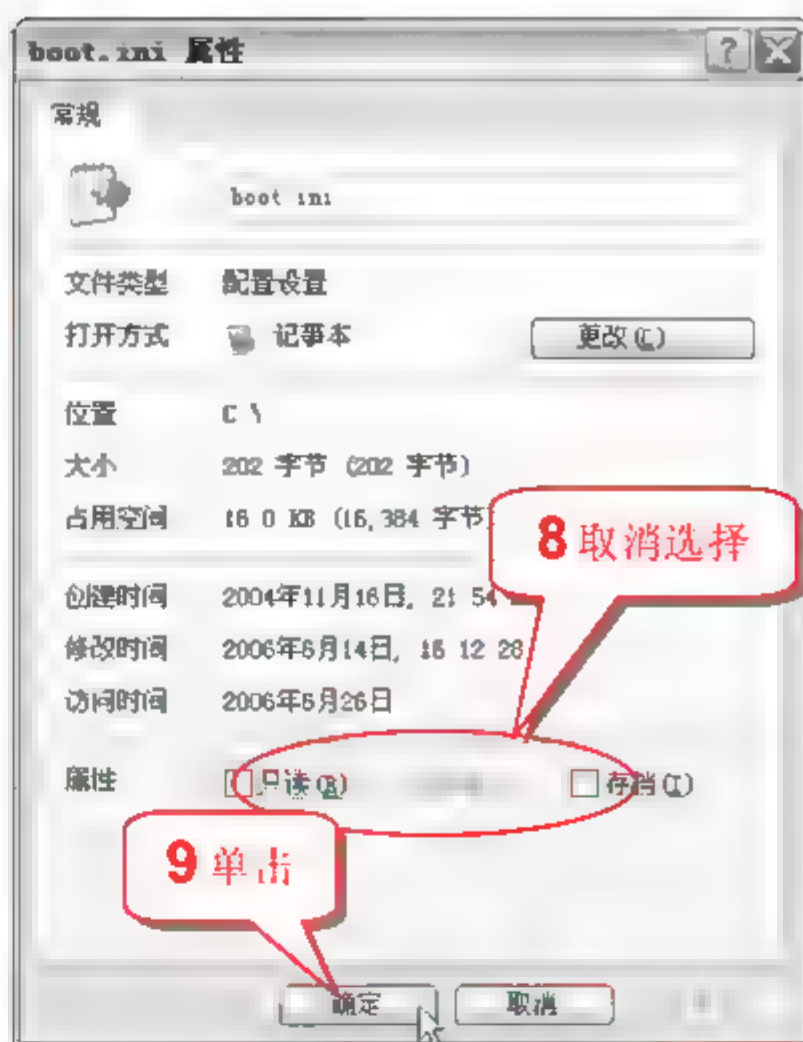 boot.ini 属性
常规
boot ini
文件类型 配置设置
打开方式 记事本 更改(C)
位置 C \
大小 202 字节 (202 字节)
占用空间 16 0 KB (16,384 字节)
8 取消选择
创建时间 2004年11月16日, 21 54
修改时间 2006年6月14日, 16 12 28
访问时间 2006年6月26日
属性 只读(R) 存档(I)
9 单击
确定 取消